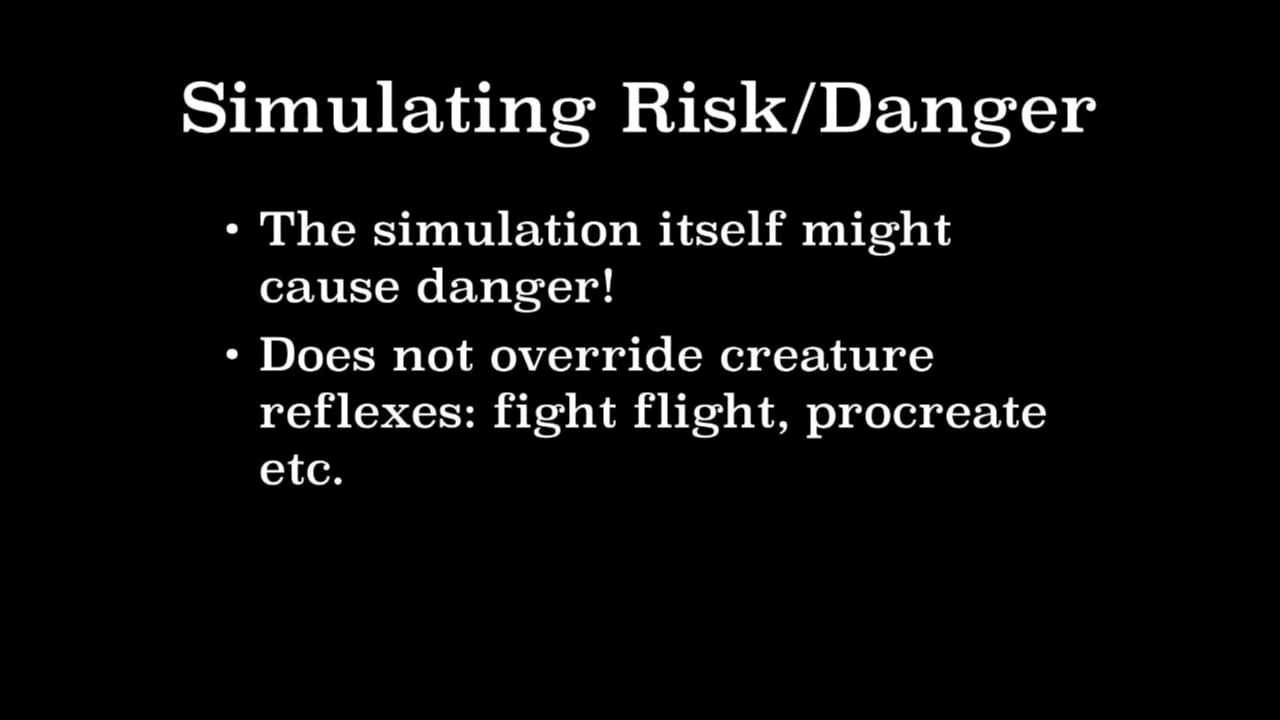 Simulating Risk/Danger
• The simulation itself might
cause danger!
• Does not override creature
reflexes: fight flight, procreate
etc.